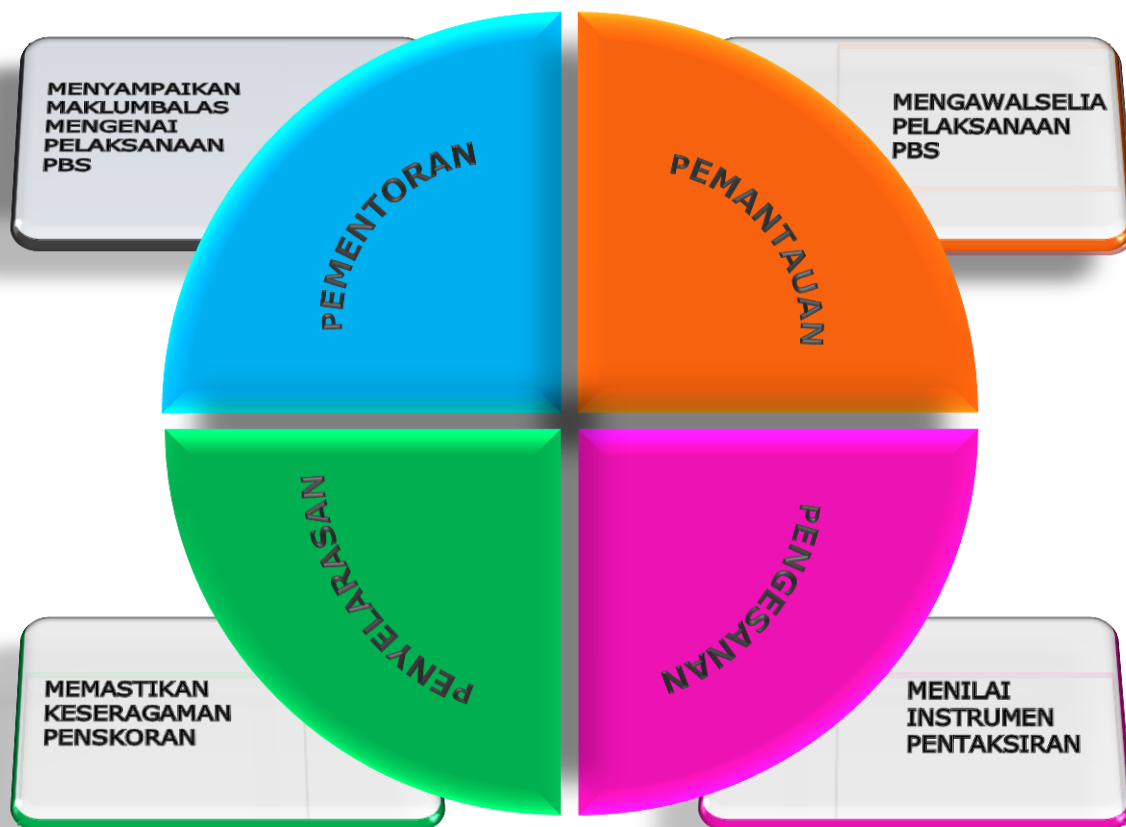 MENYAMPAIKAN
MAKLUMBALAS
MENGENAI
PELAKSANAAN
PBS
PEMENTORAN
PEMANTAUAN
MENGAWALSELIA
PELAKSANAAN
PBS
MEMASTIKAN
KESERAGAMAN
PENSKORAN
PENYELARASAN
PENGESANAN
MENILAI
INSTRUMEN
PENTAKSIRAN